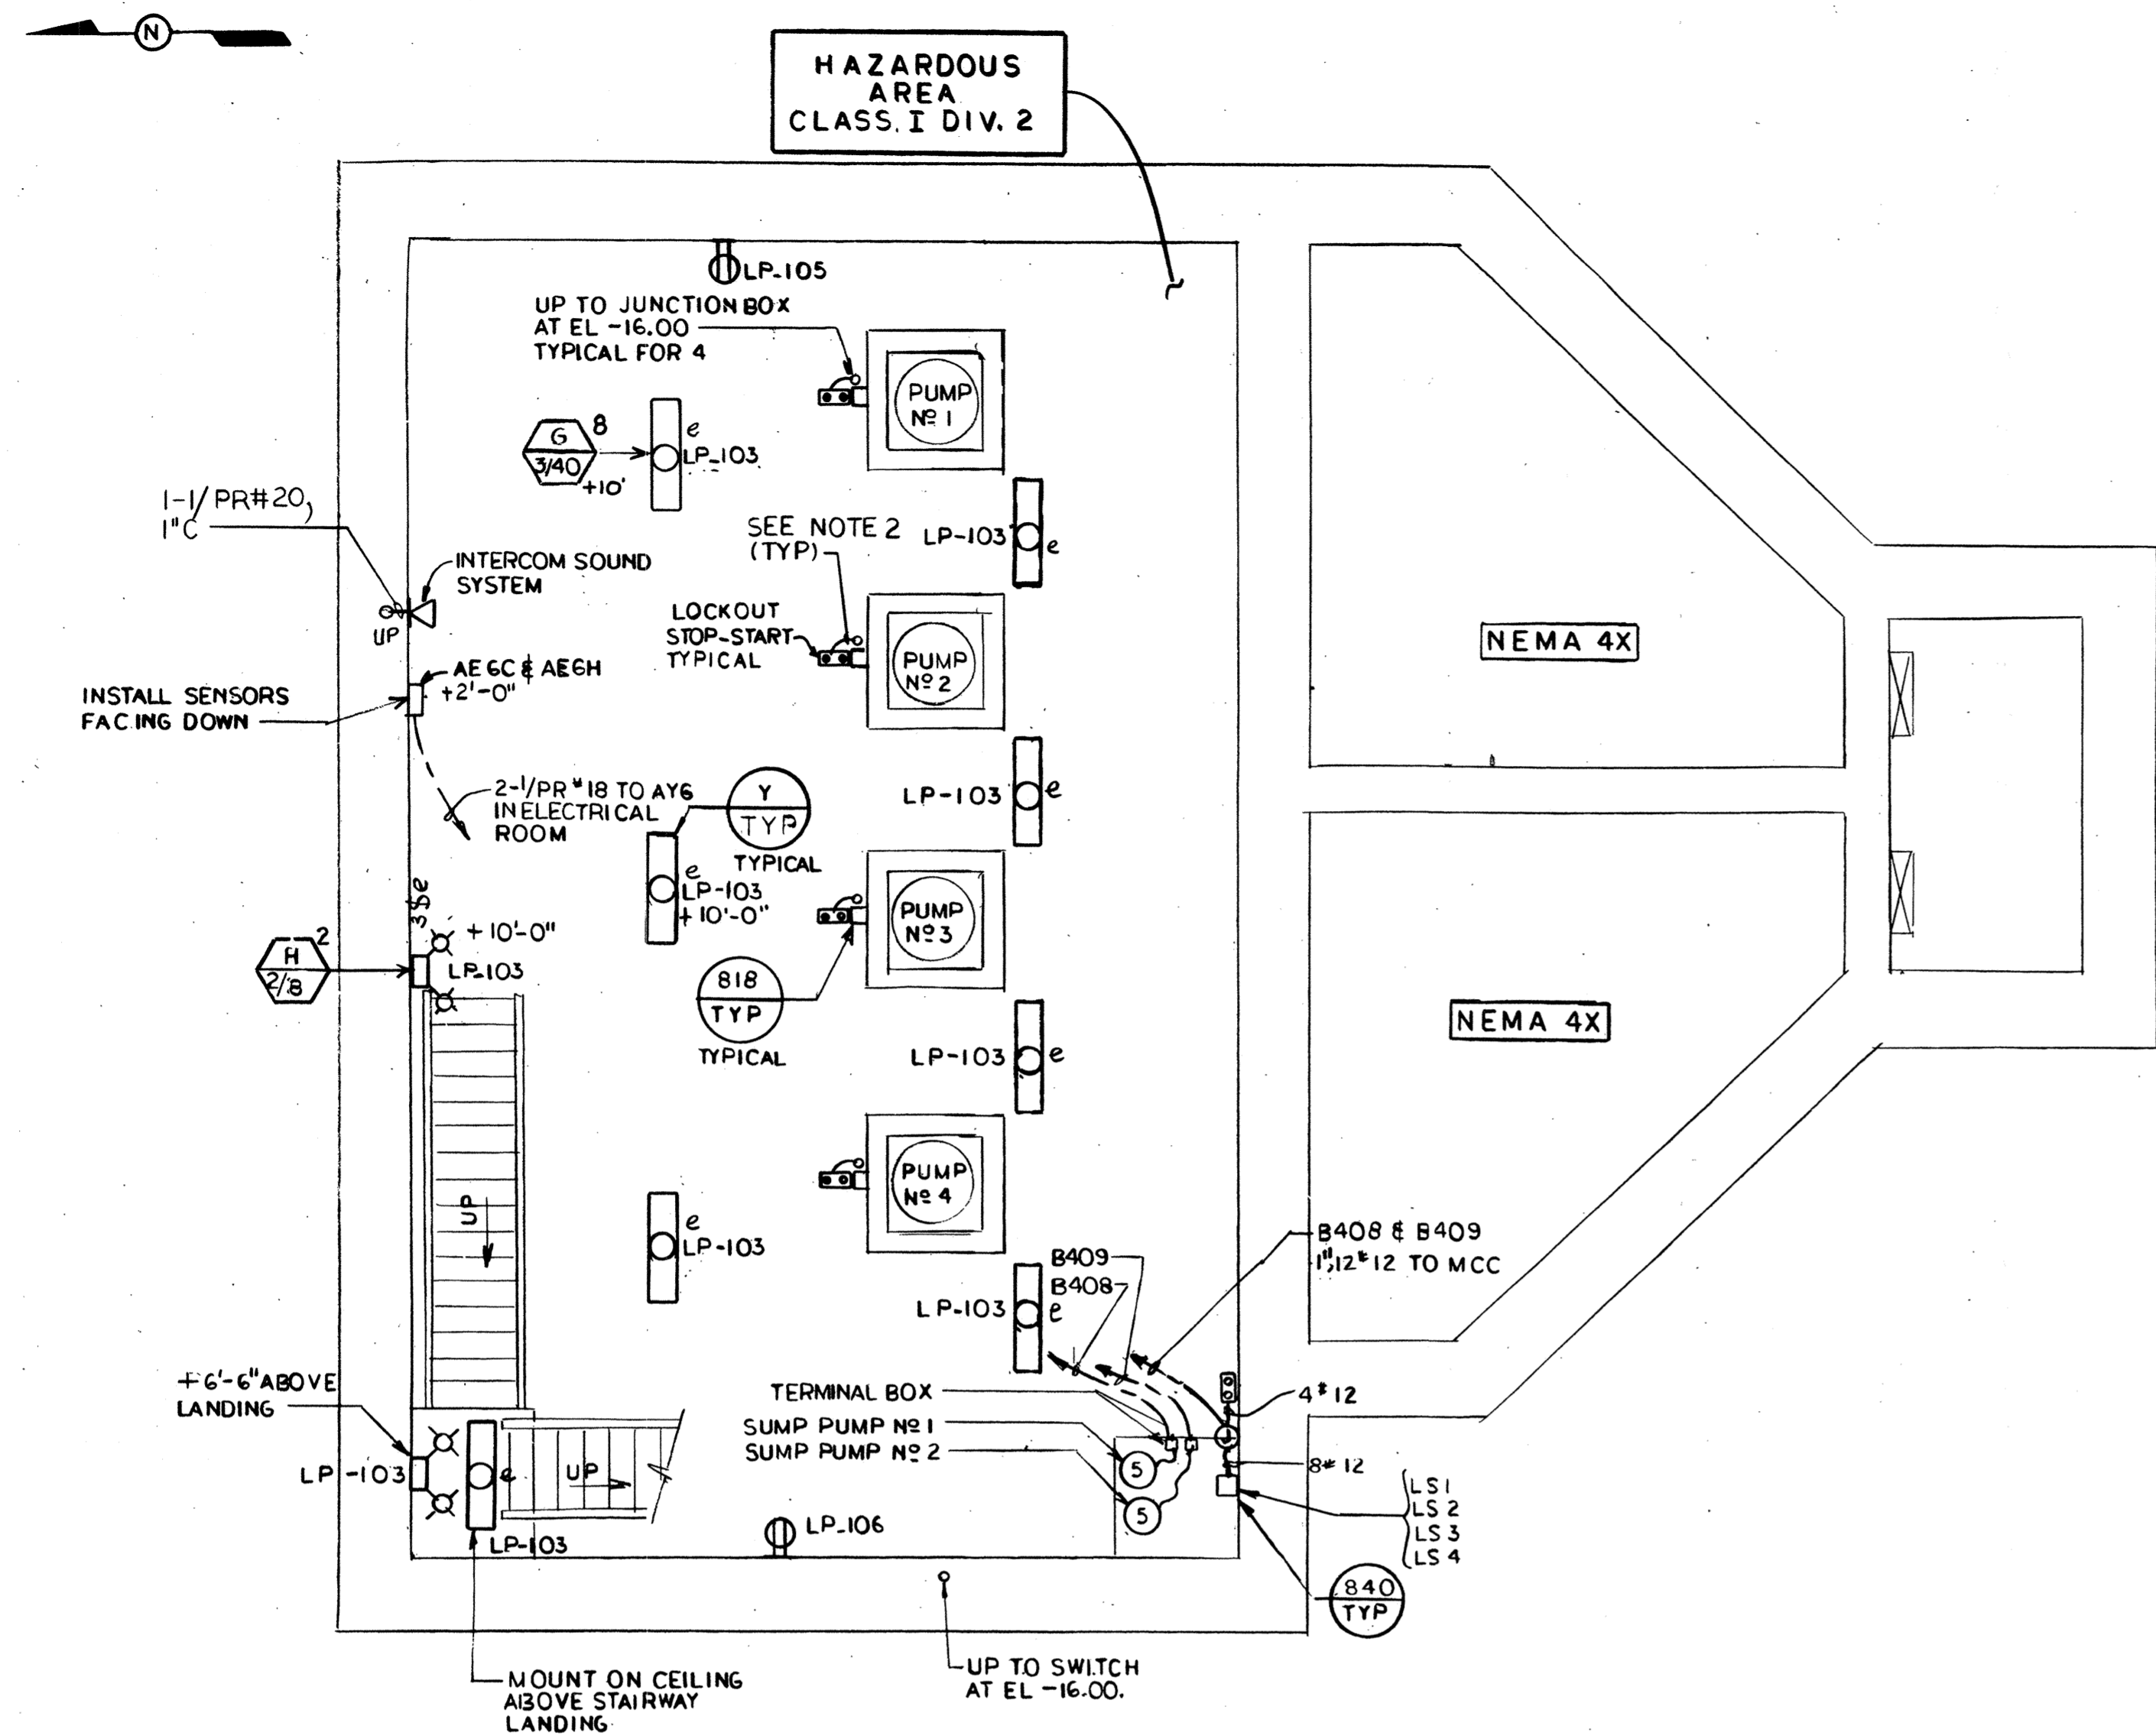 N
HAZARDOUS
AREA
CLASS. I DIV. 2
LP-105
UP TO JUNCTION BOX
AT EL -16.00
TYPICAL FOR 4
PUMP
Nº 1
G
3/40
8
+10'
e
LP-103
1-1/PR#20,
1"C
SEE NOTE 2
(TYP)
LP-103
e
INTERCOM SOUND
SYSTEM
UP
LOCKOUT
STOP-START
TYPICAL
PUMP
Nº 2
NEMA 4X
AE6C & AE6H
+2'-0"
INSTALL SENSORS
FACING DOWN
2-1/PR #18 TO AY6
IN ELECTRICAL
ROOM
Y
TYP
TYPICAL
LP-103
e
e
LP-103
+10'-0"
PUMP
Nº 3
+10'-0"
H
2/8
2
LP-103
818
TYP
TYPICAL
NEMA 4X
LP-103
e
PUMP
Nº 4
UP
e
LP-103
B409
B408
B408 & B409
1", 12#12 TO MCC
LP-103
e
+6'-6" ABOVE
LANDING
TERMINAL BOX
SUMP PUMP Nº 1
SUMP PUMP Nº 2
4#12
LP-103
e
UP
5
5
8#12
LS1
LS 2
LS 3
LS 4
LP-103
LP-106
840
TYP
MOUNT ON CEILING
ABOVE STAIRWAY
LANDING
UP TO SWITCH
AT EL -16.00.